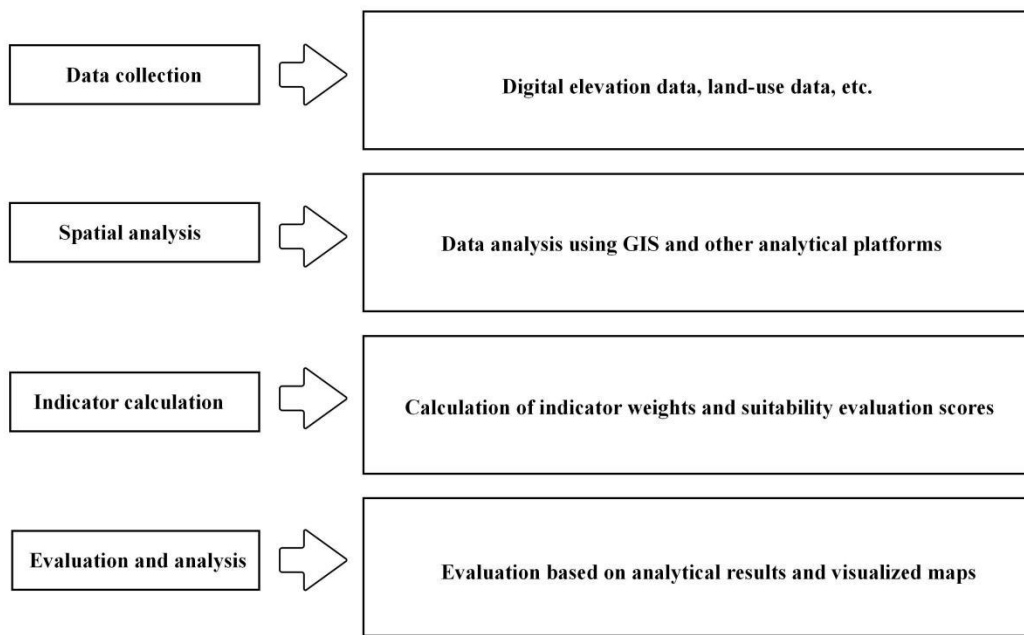 Data collection
Digital elevation data, land-use data, etc.
Spatial analysis
Data analysis using GIS and other analytical platforms
Indicator calculation
Calculation of indicator weights and suitability evaluation scores
Evaluation and analysis
Evaluation based on analytical results and visualized maps